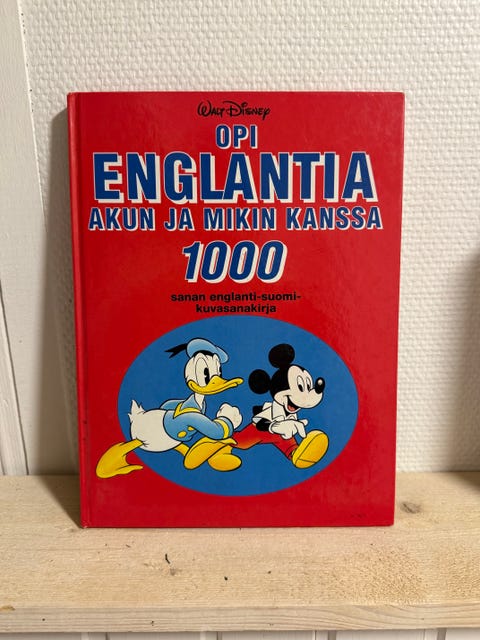 Walt Disney
OPI
ENGLANTIA
AKUN JA MIKIN KANSSA
1000
sanan englanti-suomi-
kuvasanakirja